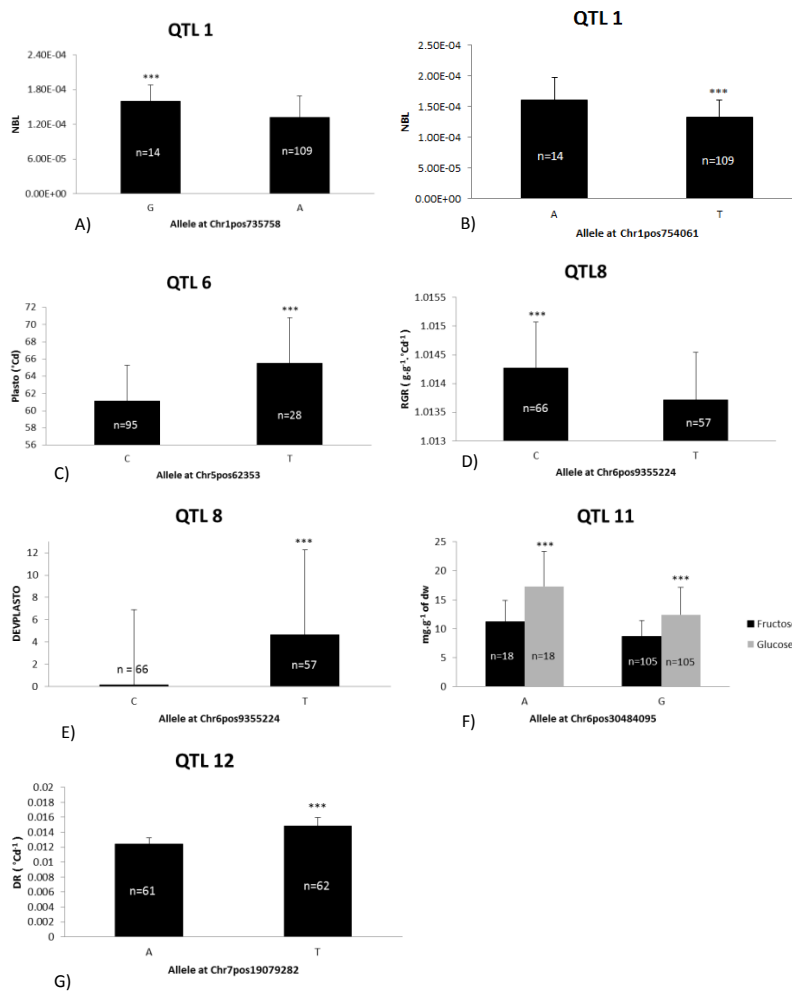 QTL 1
2.40E-04
1.80E-04
1.20E-04
6.00E-05
0.00E+00
NBL
***
n=14
n=109
G
A
Allele at Chr1pos735758
A)
QTL 1
2.50E-04
2.00E-04
1.50E-04
1.00E-04
5.00E-05
0.00E+00
NBL
***
n=14
n=109
A
T
Allele at Chr1pos754061
B)
QTL 6
72
70
68
66
64
62
60
58
56
Plasto (°Cd)
***
n=95
n=28
C
T
Allele at Chr5pos62353
C)
QTL8
1.0155
1.015
1.0145
1.014
1.0135
1.013
RGR ( g.g-1.°Cd-1)
***
n=66
n=57
C
T
Allele at Chr6pos9355224
D)
QTL 8
12
10
8
6
4
2
0
DEVPLASTO
***
n = 66
n=57
C
T
Allele at Chr6pos9355224
E)
QTL 11
25
20
15
10
5
0
mg.g-1 of dw
***
***
n=18
n=18
n=105
n=105
A
G
Fructose
Glucose
Allele at Chr6pos30484095
F)
QTL 12
0.02
0.018
0.016
0.014
0.012
0.01
0.008
0.006
0.004
0.002
0
DR ( °Cd-1)
***
n=61
n=62
A
T
Allele at Chr7pos19079282
G)